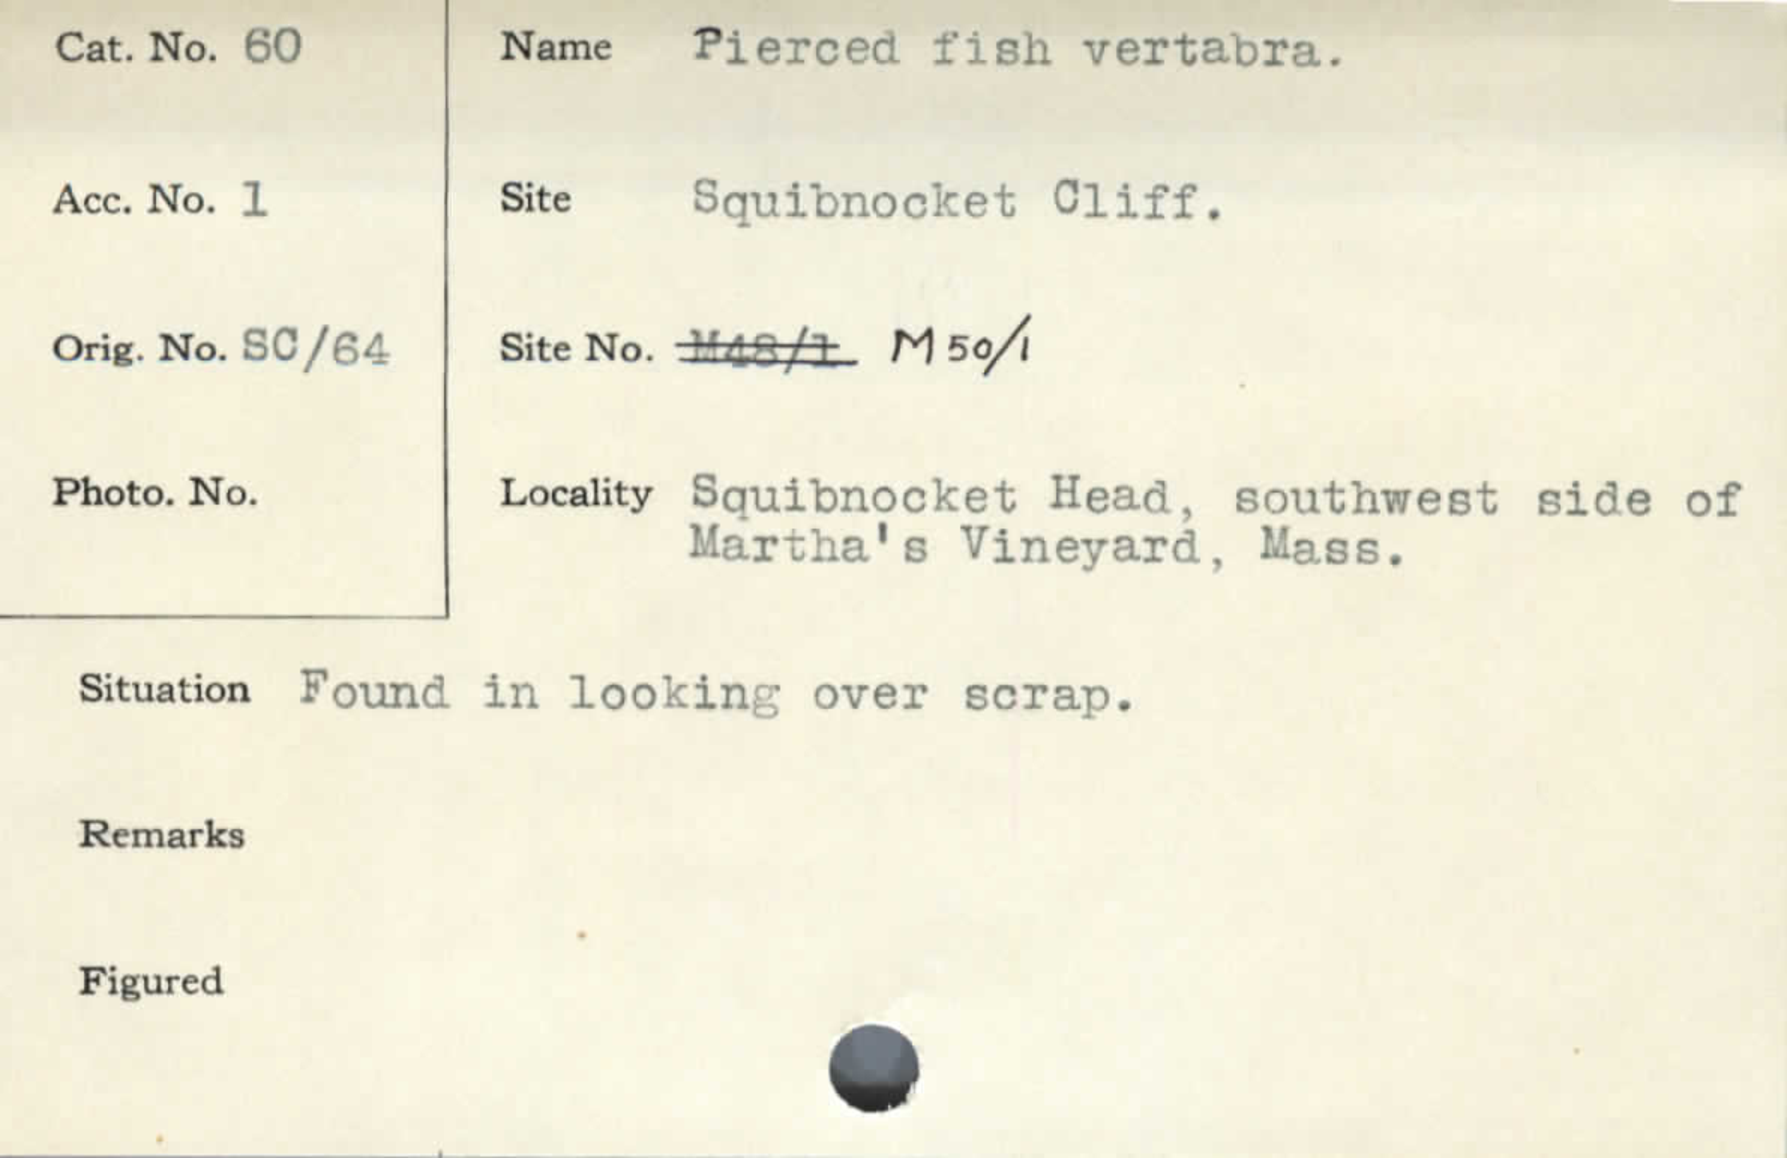 Cat. No. 60
Name Pierced fish vertabra.
Acc. No. 1
Site Squibnocket Cliff.
Orig. No. SC/64
Site No. M48/1 M50/1
Photo. No.
Locality Squibnocket Head, southwest side of
Martha's Vineyard, Mass.
Situation Found in looking over scrap.
Remarks
Figured